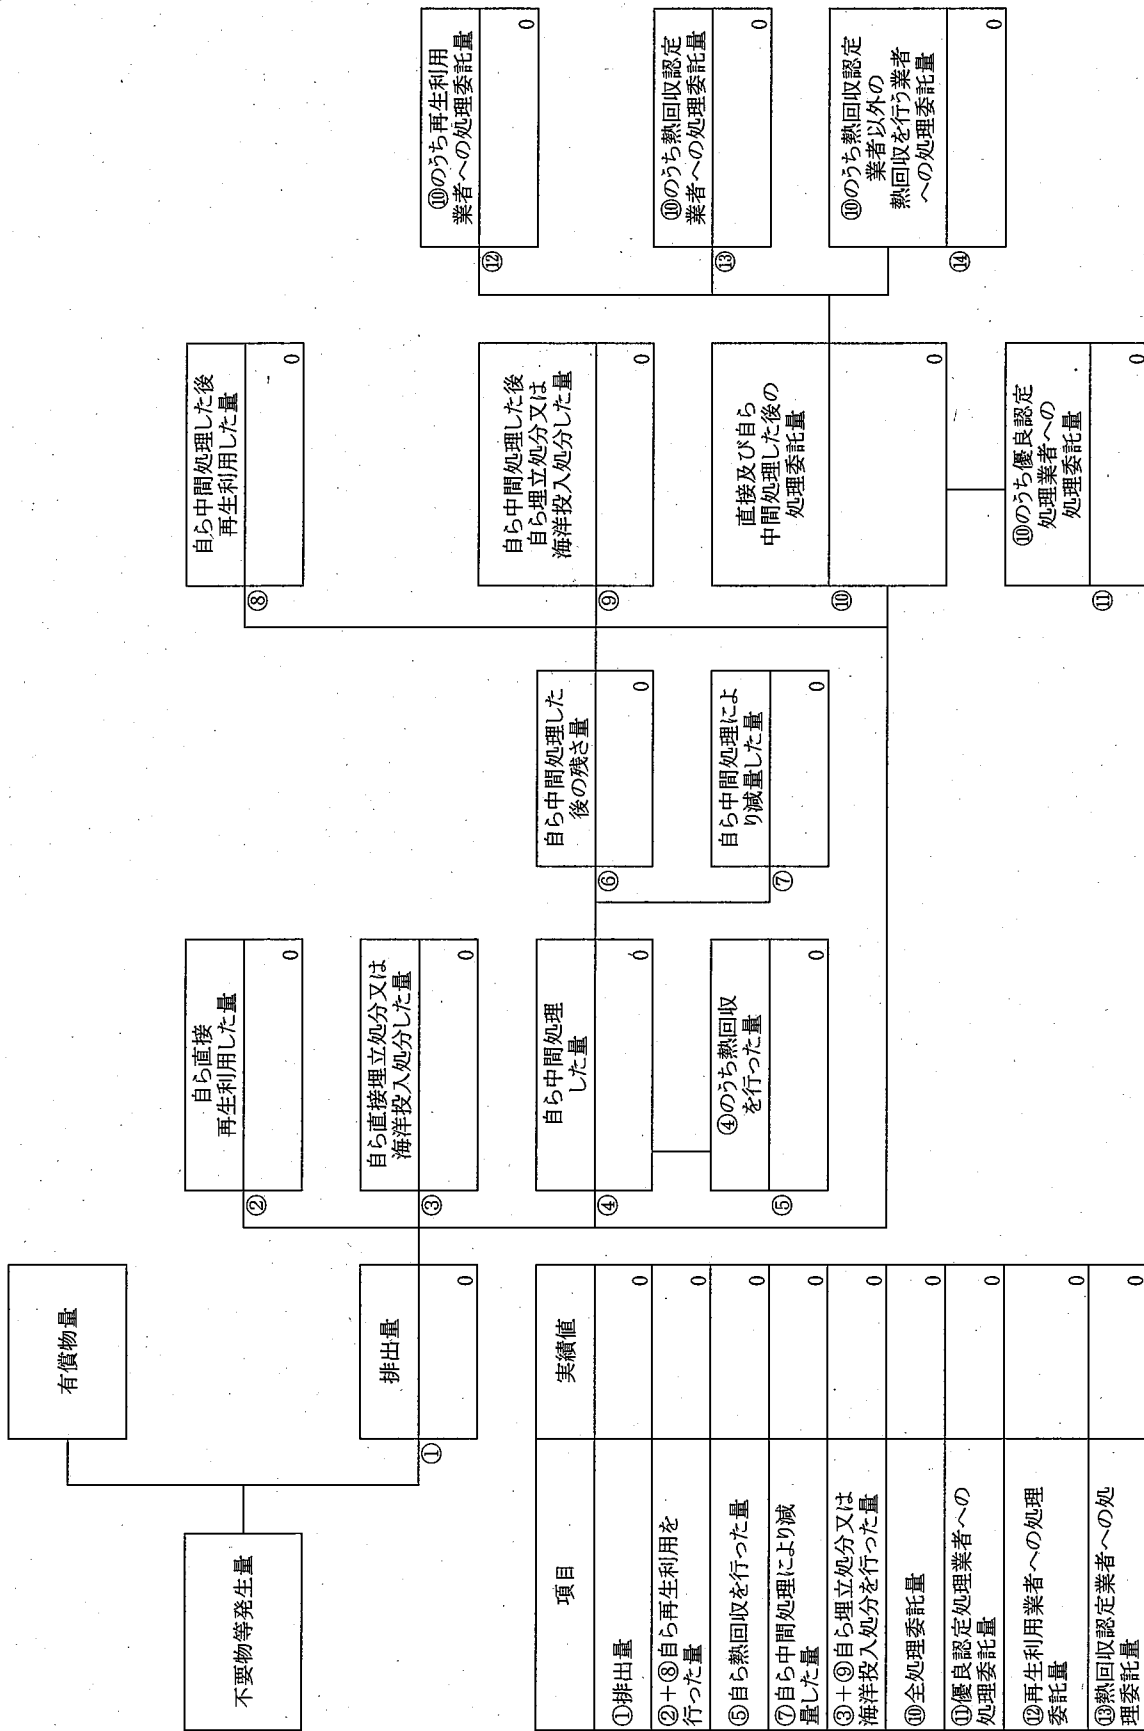 不要物等発生量
有償物量
排出量
①
0
自ら直接
再生利用した量
②
0
自ら直接埋立処分又は
海洋投入処分した量
③
0
自ら中間処理
した量
④
0
④のうち熱回収
を行った量
⑤
0
自ら中間処理した
後の残さ量
⑥
0
自ら中間処理によ
り減量した量
⑦
0
自ら中間処理した後
再生利用した量
⑧
0
自ら中間処理した後
自ら埋立処分又は
海洋投入処分した量
⑨
0
直接及び自ら
中間処理した後の
処理委託量
⑩
0
⑩のうち優良認定
処理業者への
処理委託量
⑪
0
⑩のうち再生利用
業者への処理委託量
⑫
0
⑩のうち熱回収認定
業者への処理委託量
⑬
0
⑩のうち熱回収認定
業者以外の
熱回収を行う業者
への処理委託量
⑭
0
項目 実績値
①排出量 0
②+⑧自ら再生利用を
行った量 0
⑤自ら熱回収を行った量 0
⑦自ら中間処理により減
量した量 0
③+⑨自ら埋立処分又は
海洋投入処分を行った量 0
⑩全処理委託量 0
⑪優良認定処理業者への
処理委託量 0
⑫再生利用業者への処理
委託量 0
⑬熱回収認定業者への処
理委託量 0